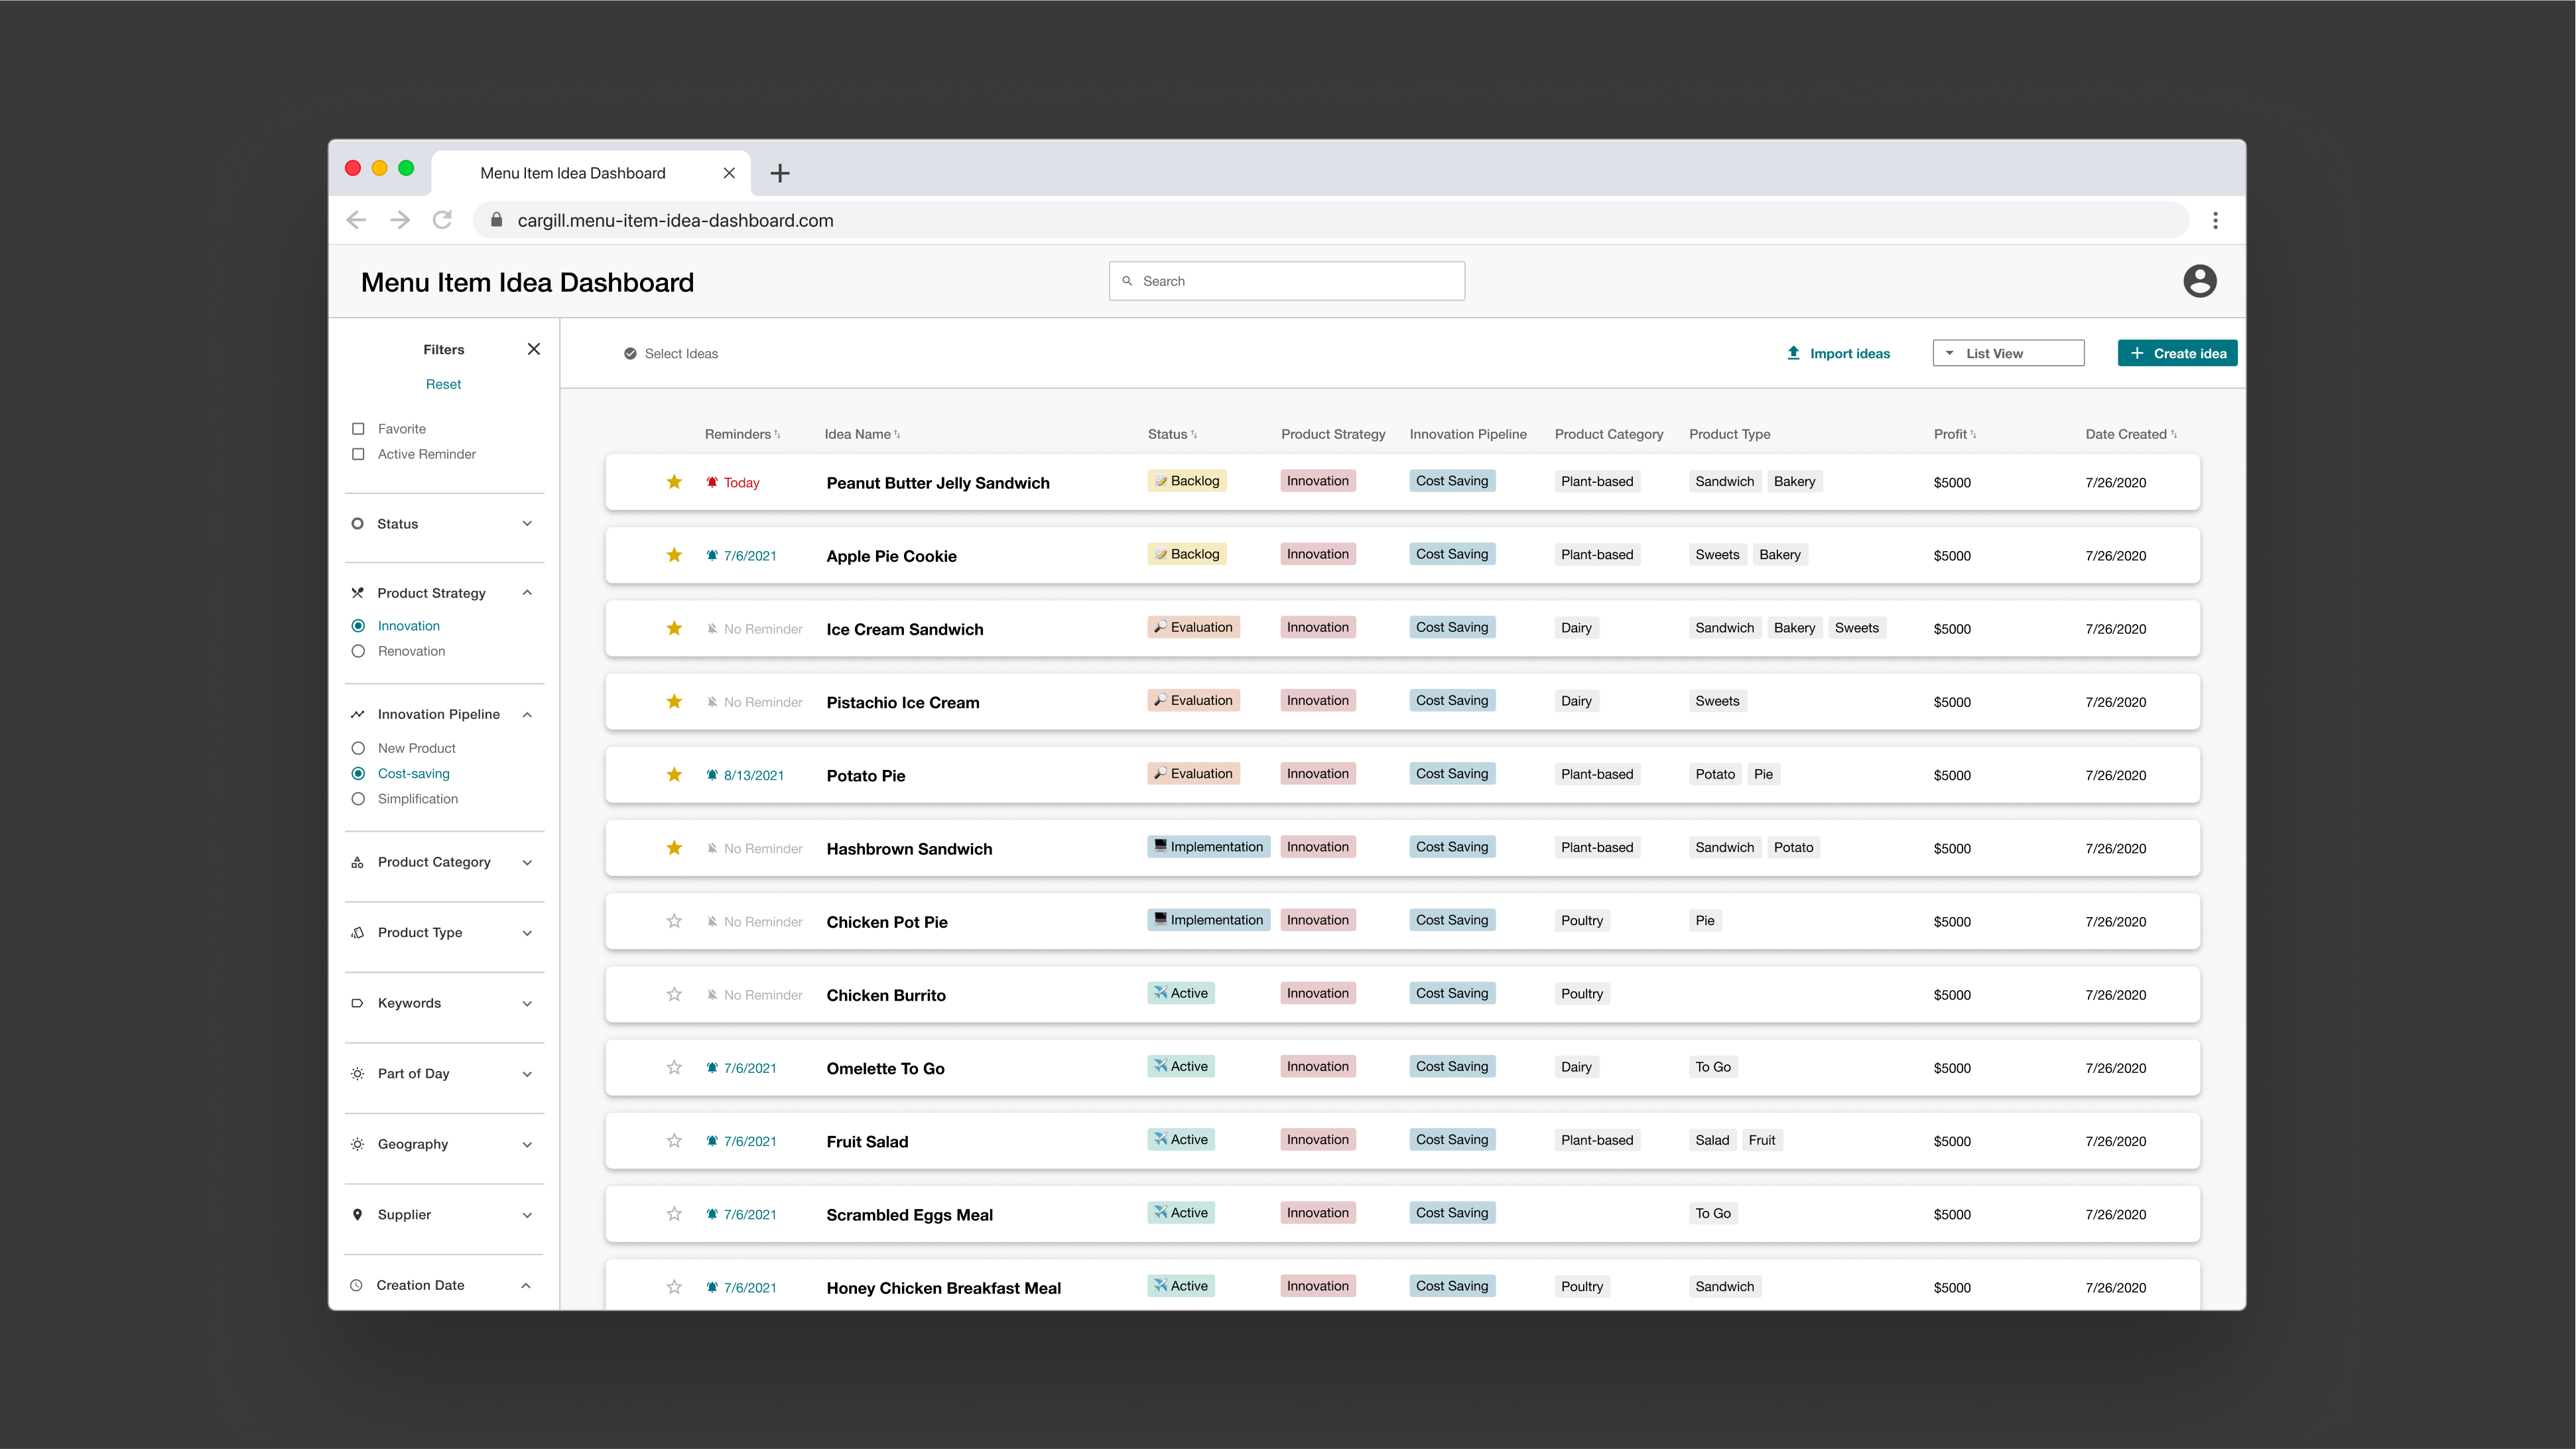 Menu Item Idea Dashboard
cargill.menu-item-idea-dashboard.com
Menu Item Idea Dashboard
Search
Filters
Reset
Favorite
Active Reminder
Status
Product Strategy
Innovation
Renovation
Innovation Pipeline
New Product
Cost-saving
Simplification
Product Category
Product Type
Keywords
Part of Day
Geography
Supplier
Creation Date
Select Ideas
Import ideas
List View
Create idea
Reminders Idea Name Status Product Strategy Innovation Pipeline Product Category Product Type Profit Date Created
Today Peanut Butter Jelly Sandwich Backlog Innovation Cost Saving Plant-based Sandwich Bakery $5000 7/26/2020
7/6/2021 Apple Pie Cookie Backlog Innovation Cost Saving Plant-based Sweets Bakery $5000 7/26/2020
No Reminder Ice Cream Sandwich Evaluation Innovation Cost Saving Dairy Sandwich Bakery Sweets $5000 7/26/2020
No Reminder Pistachio Ice Cream Evaluation Innovation Cost Saving Dairy Sweets $5000 7/26/2020
8/13/2021 Potato Pie Evaluation Innovation Cost Saving Plant-based Potato Pie $5000 7/26/2020
No Reminder Hashbrown Sandwich Implementation Innovation Cost Saving Plant-based Sandwich Potato $5000 7/26/2020
No Reminder Chicken Pot Pie Implementation Innovation Cost Saving Poultry Pie $5000 7/26/2020
No Reminder Chicken Burrito Active Innovation Cost Saving Poultry $5000 7/26/2020
7/6/2021 Omelette To Go Active Innovation Cost Saving Dairy To Go $5000 7/26/2020
7/6/2021 Fruit Salad Active Innovation Cost Saving Plant-based Salad Fruit $5000 7/26/2020
7/6/2021 Scrambled Eggs Meal Active Innovation Cost Saving To Go $5000 7/26/2020
7/6/2021 Honey Chicken Breakfast Meal Active Innovation Cost Saving Poultry Sandwich $5000 7/26/2020